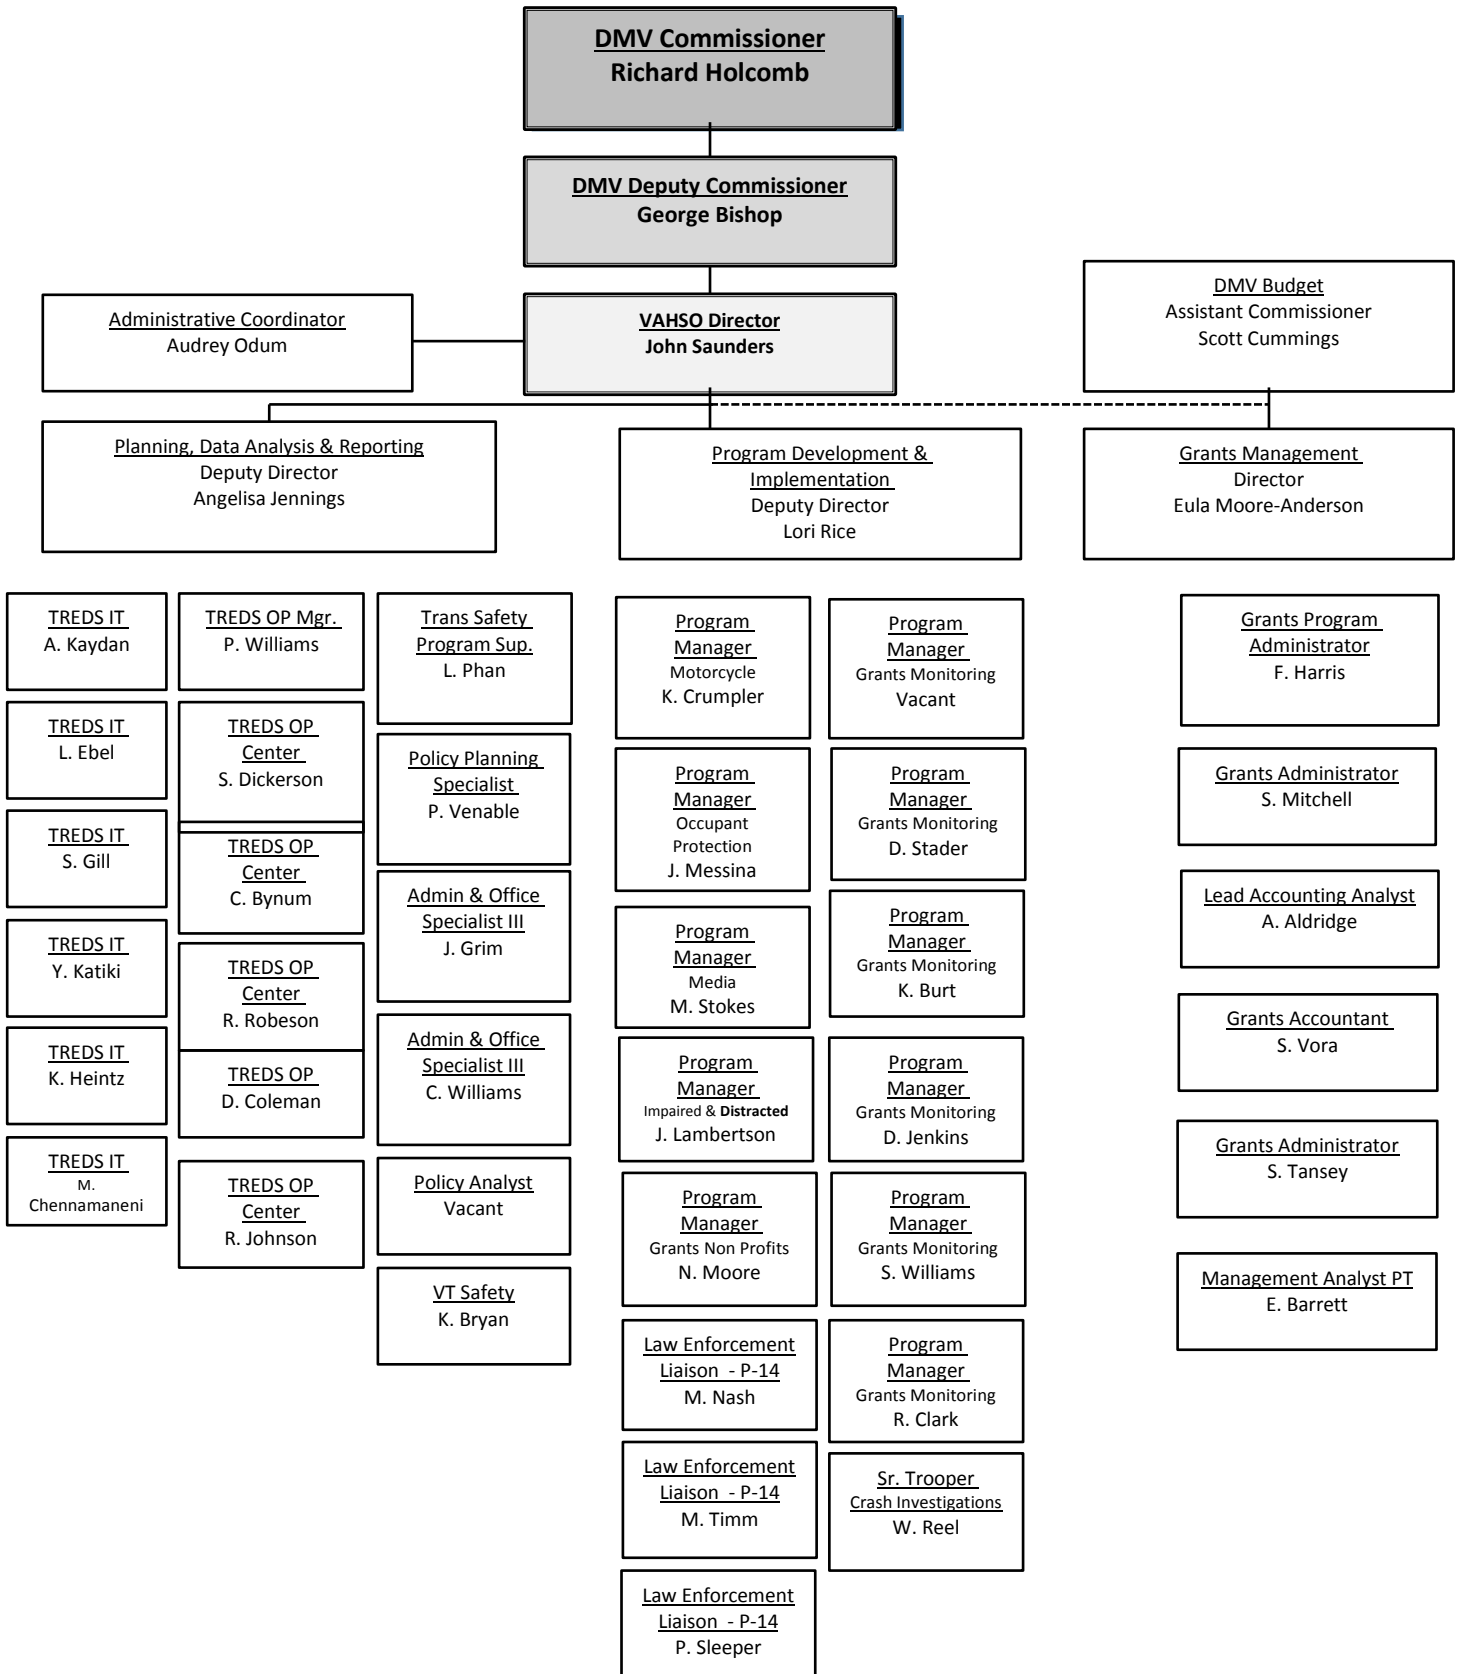 DMV Commissioner
Richard Holcomb
DMV Deputy Commissioner
George Bishop
Administrative Coordinator
Audrey Odum
VAHSO Director
John Saunders
DMV Budget
Assistant Commissioner
Scott Cummings
Planning, Data Analysis & Reporting
Deputy Director
Angelisa Jennings
Program Development &
Implementation
Deputy Director
Lori Rice
Grants Management
Director
Eula Moore-Anderson
TREDS IT
A. Kaydan
TREDS IT
L. Ebel
TREDS IT
S. Gill
TREDS IT
Y. Katiki
TREDS IT
K. Heintz
TREDS IT
M.
Chennamaneni
TREDS OP Mgr.
P. Williams
TREDS OP
Center
S. Dickerson
TREDS OP
Center
C. Bynum
TREDS OP
Center
R. Robeson
TREDS OP
D. Coleman
TREDS OP
Center
R. Johnson
Trans Safety
Program Sup.
L. Phan
Policy Planning
Specialist
P. Venable
Admin & Office
Specialist III
J. Grim
Admin & Office
Specialist III
C. Williams
Policy Analyst
Vacant
VT Safety
K. Bryan
Program
Manager
Motorcycle
K. Crumpler
Program
Manager
Occupant
Protection
J. Messina
Program
Manager
Media
M. Stokes
Program
Manager
Impaired & Distracted
J. Lambertson
Program
Manager
Grants Non Profits
N. Moore
Law Enforcement
Liaison - P-14
M. Nash
Law Enforcement
Liaison - P-14
M. Timm
Law Enforcement
Liaison - P-14
P. Sleeper
Program
Manager
Grants Monitoring
Vacant
Program
Manager
Grants Monitoring
D. Stader
Program
Manager
Grants Monitoring
K. Burt
Program
Manager
Grants Monitoring
D. Jenkins
Program
Manager
Grants Monitoring
S. Williams
Program
Manager
Grants Monitoring
R. Clark
Sr. Trooper
Crash Investigations
W. Reel
Grants Program
Administrator
F. Harris
Grants Administrator
S. Mitchell
Lead Accounting Analyst
A. Aldridge
Grants Accountant
S. Vora
Grants Administrator
S. Tansey
Management Analyst PT
E. Barrett